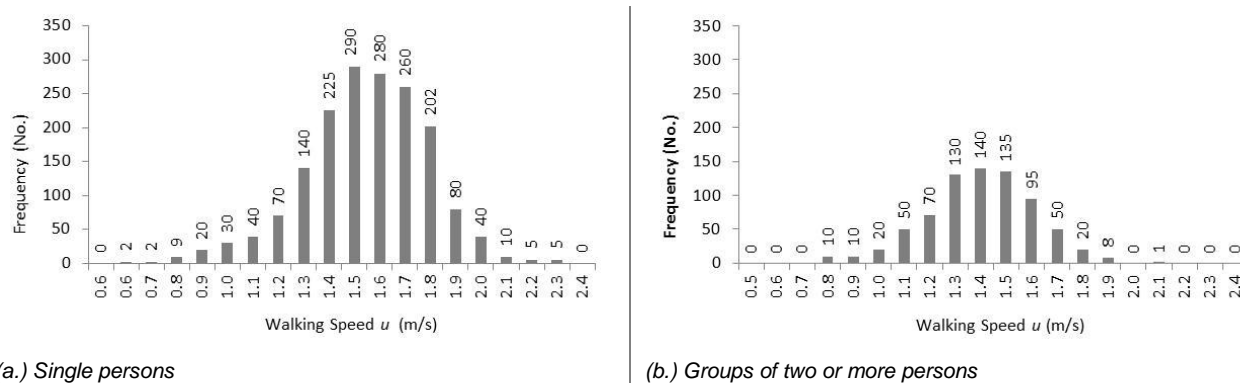 350
300
250
200
150
100
50
0
Frequency (No.)
0 2 2 9 20 30 40 70 140 225 290 280 260 202 80 40 10 5 5 0
0.6 0.6 0.7 0.8 0.9 1.0 1.1 1.2 1.3 1.4 1.5 1.6 1.7 1.8 1.9 2.0 2.1 2.2 2.3 2.4
Walking Speed u (m/s)
(a.) Single persons
350
300
250
200
150
100
50
0
Frequency (No.)
0 0 0 10 10 20 50 70 130 140 135 95 50 20 8 0 1 0 0 0
0.5 0.6 0.7 0.8 0.9 1.0 1.1 1.2 1.3 1.4 1.5 1.6 1.7 1.8 1.9 2.0 2.1 2.2 2.3 2.4
Walking Speed u (m/s)
(b.) Groups of two or more persons